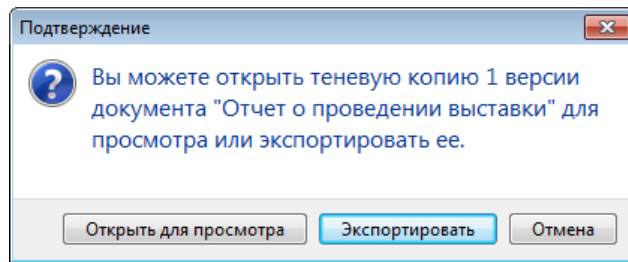 Подтверждение
Вы можете открыть теневую копию 1 версии
документа "Отчет о проведении выставки" для
просмотра или экспортировать ее.
Открыть для просмотра Экспортировать Отмена